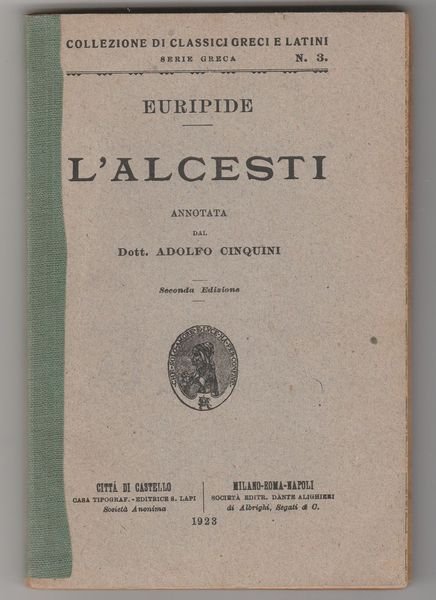 COLLEZIONE DI CLASSICI GRECI E LATINI
SERIE GRECA N. 3.
EURIPIDE
L'ALCESTI
ANNOTATA
DAL
Dott. ADOLFO CINQUINI
Seconda Edizione
CITTÀ DI CASTELLO
CASA TIPOGRAF.-EDITRICE S. LAPI
Società Anonima
MILANO-ROMA-NAPOLI
SOCIETÀ EDITR. DANTE ALIGHIERI
di Albrighi, Segati & C.
1923